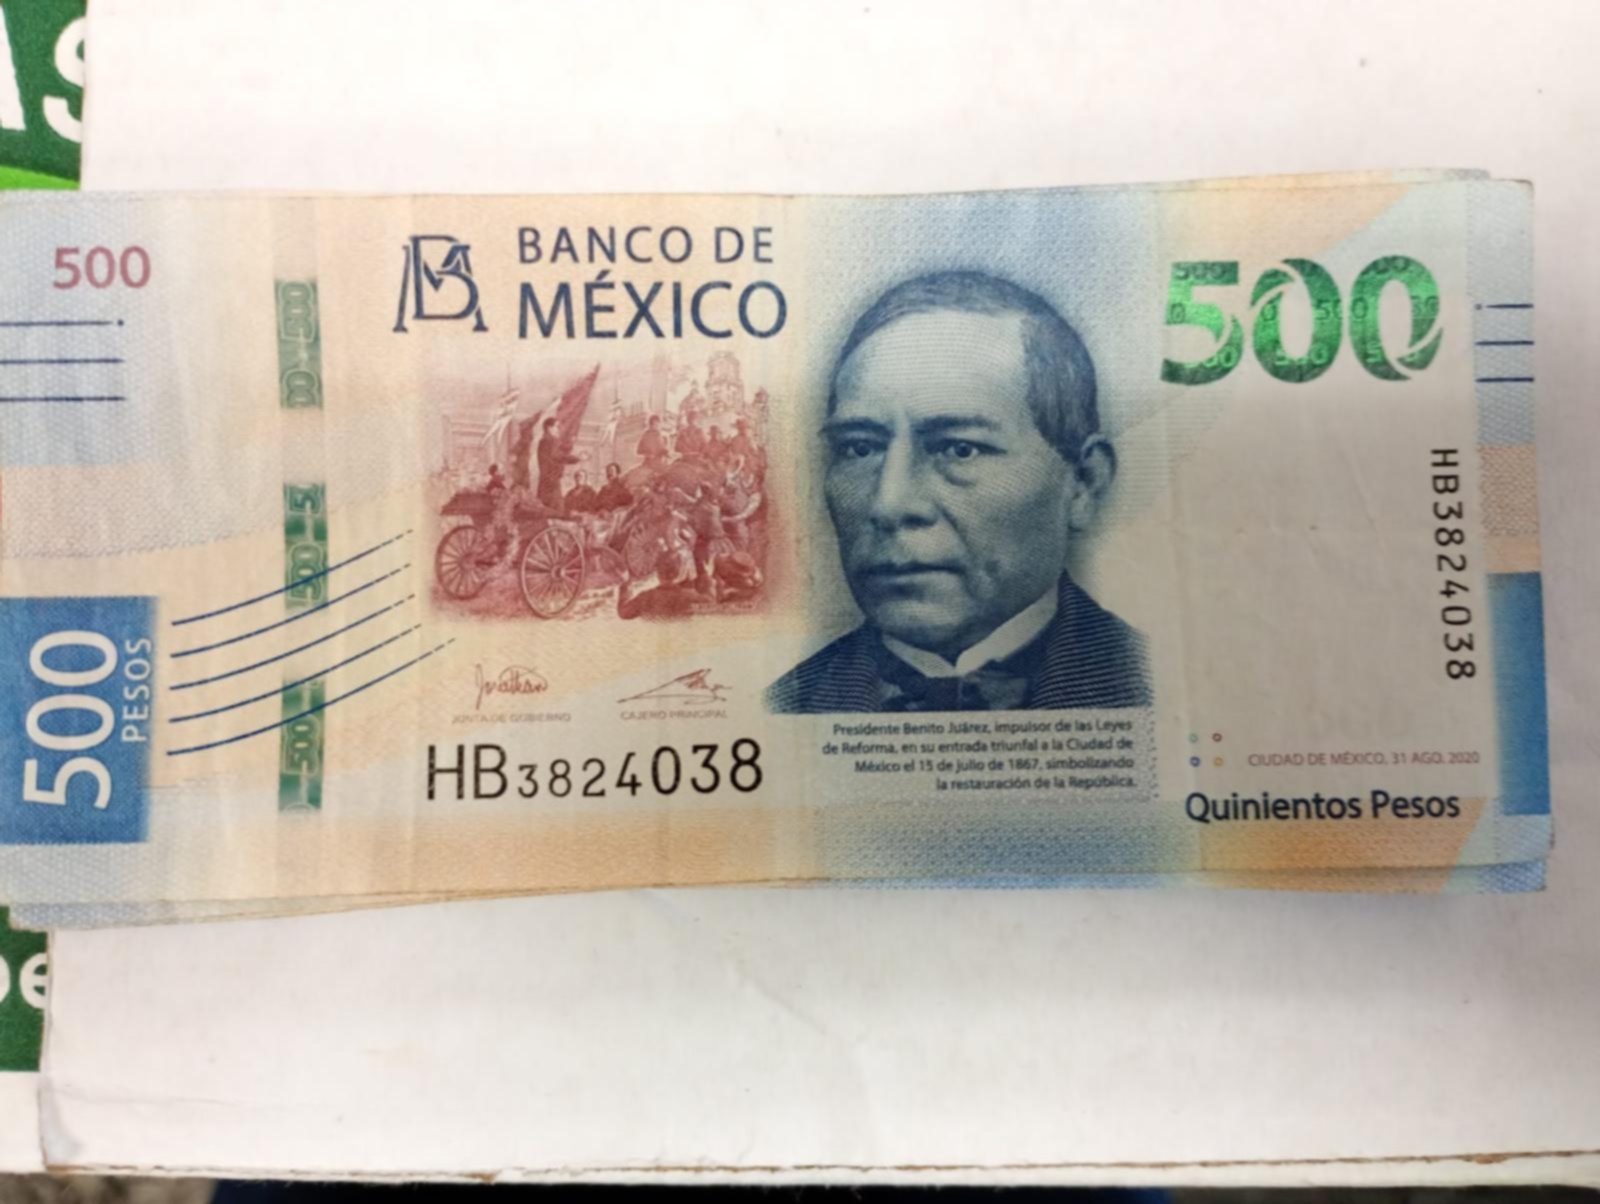 AS
500
BM
BANCO DE
MÉXICO
500
HB3824038
500
PESOS
JUNTA DE GOBIERNO
CAJERO PRINCIPAL
HB3824038
Presidente Benito Juárez, impulsor de las Leyes
de Reforma, en su entrada triunfal a la Ciudad de
México el 15 de julio de 1867, simbolizando
la restauración de la República.
CIUDAD DE MÉXICO, 31 AGO. 2020
Quinientos Pesos